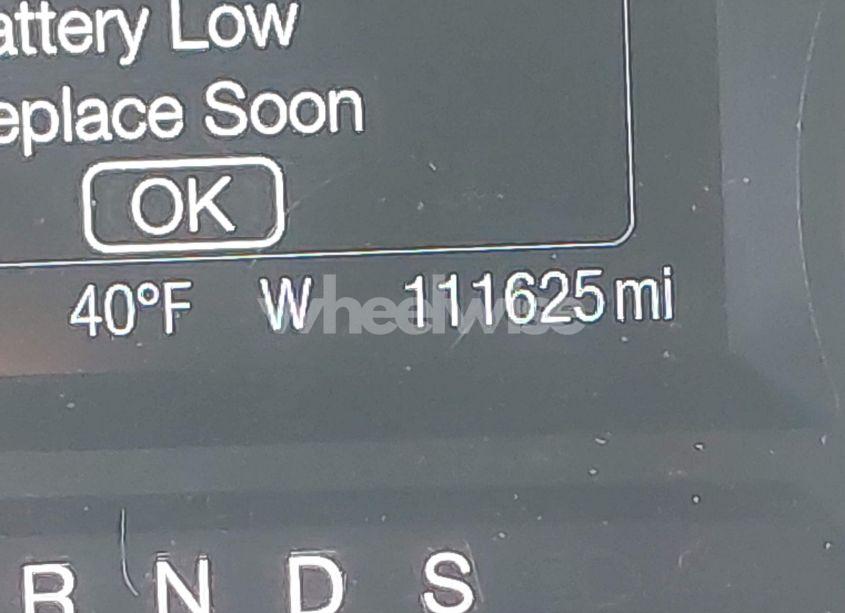 attery Low
eplace Soon
OK
40°F W 111625 mi
wheelwise
R N D S